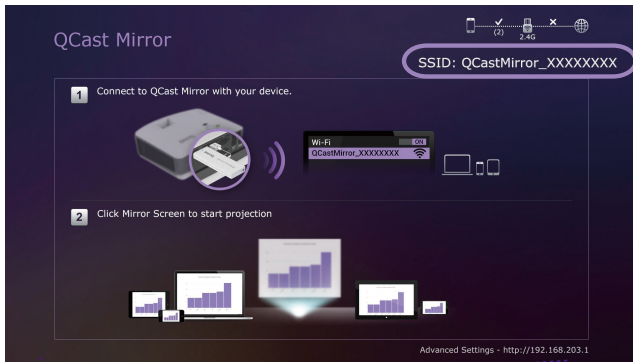 QCast Mirror
(2)
2.4G
SSID: QCastMirror_XXXXXXXX
1 Connect to QCast Mirror with your device.
Wi-Fi ON
QCastMirror_XXXXXXXX
2 Click Mirror Screen to start projection
Advanced Settings - http://192.168.203.1